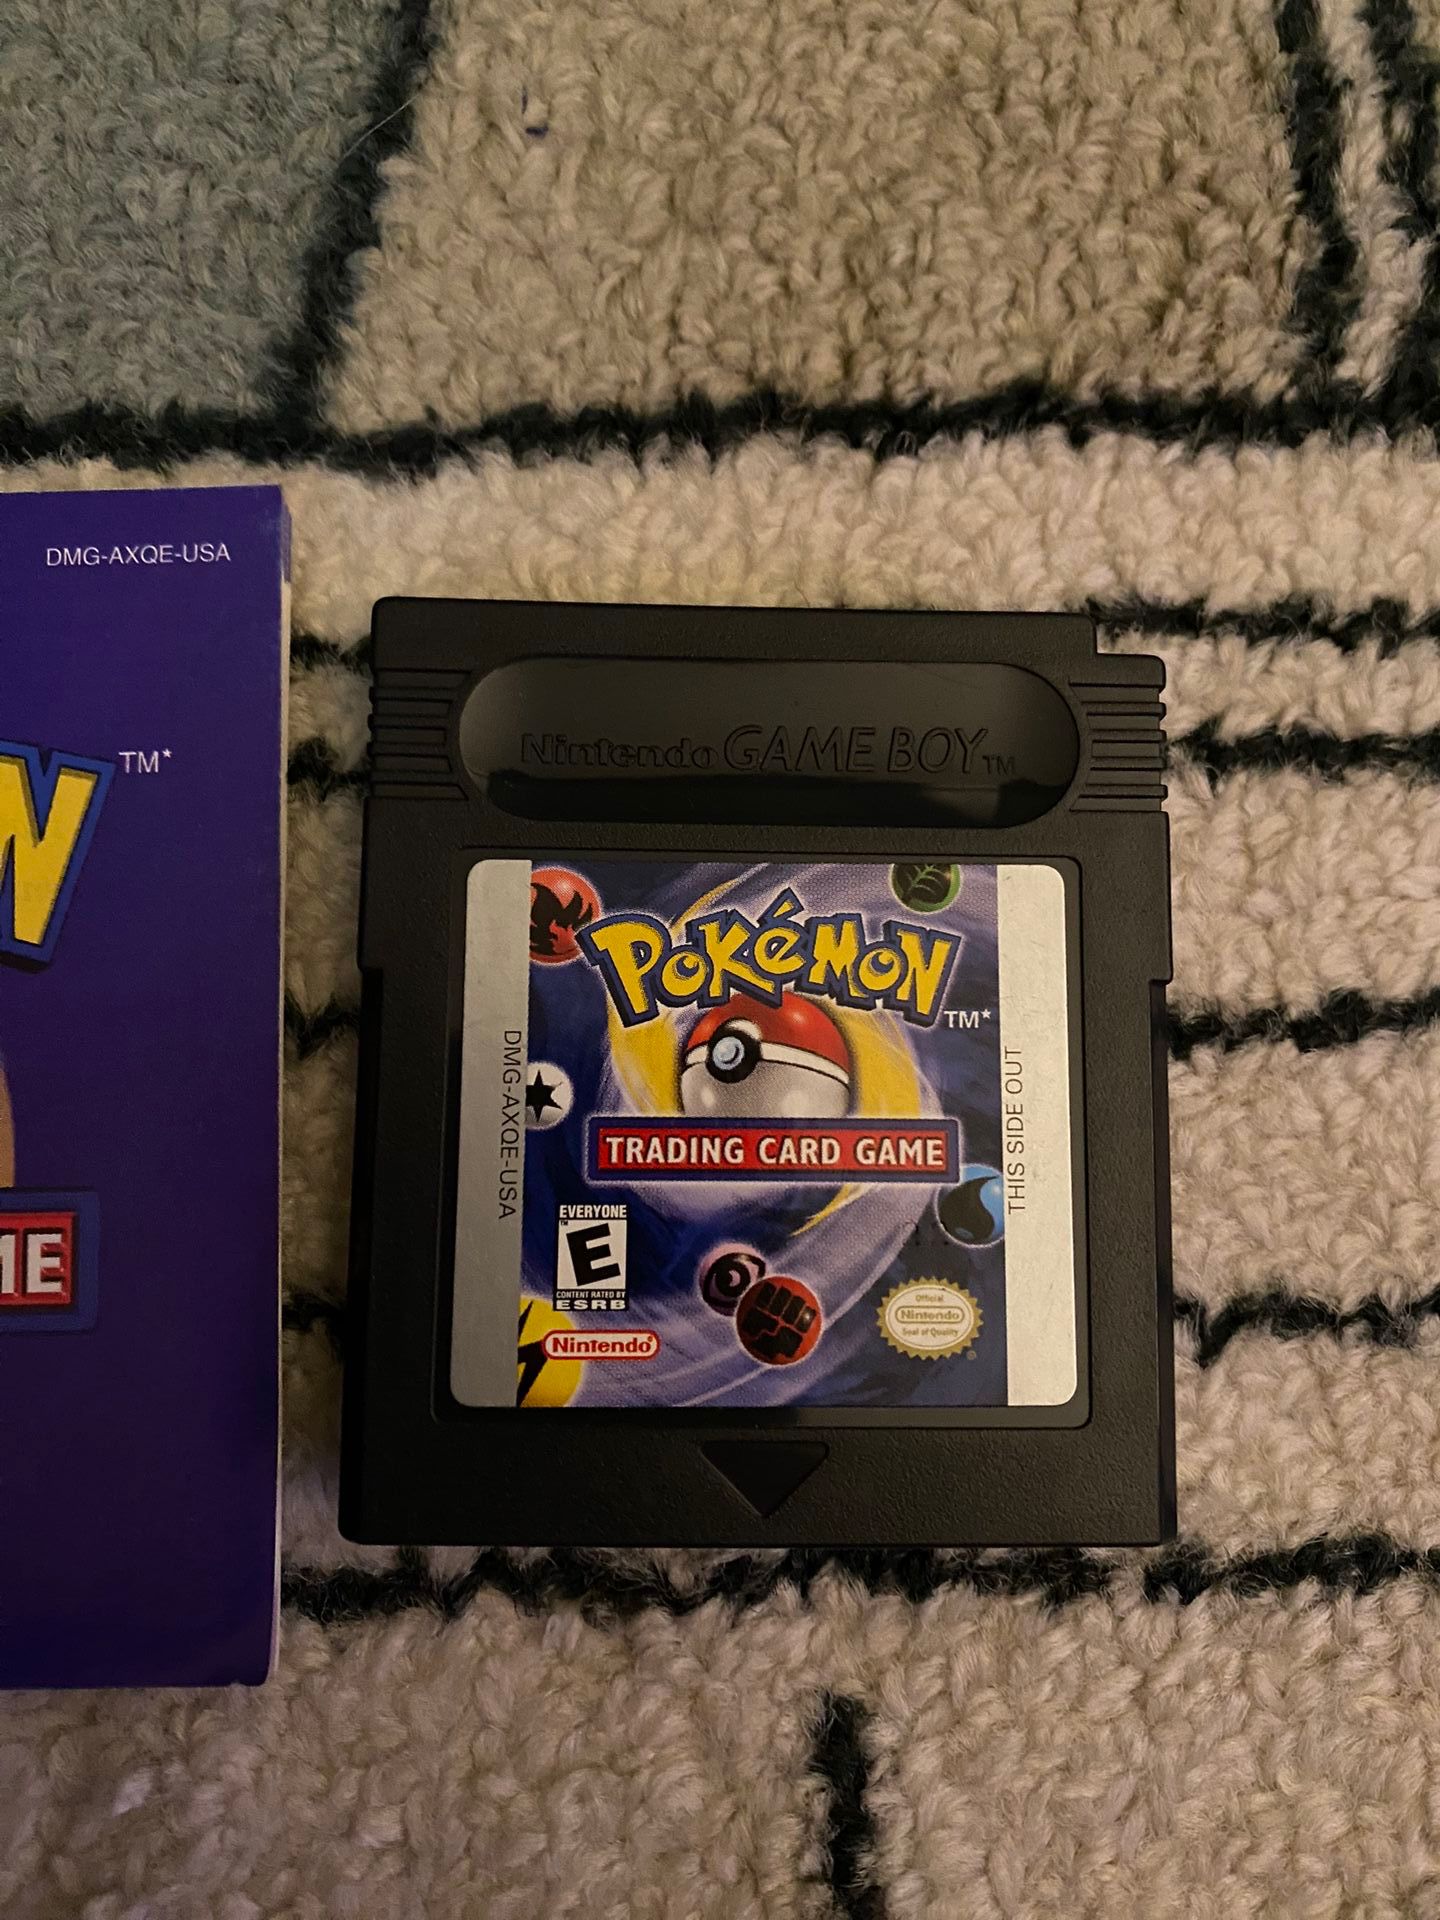 DMG-AXQE-USA
N TM*
ME
Nintendo GAME BOY TM
POKéMON TM*
TRADING CARD GAME
DMG-AXQE-USA
THIS SIDE OUT
EVERYONE
TM
E
CONTENT RATED BY
ESRB
Nintendo®
Official
Nintendo
Seal of Quality
®